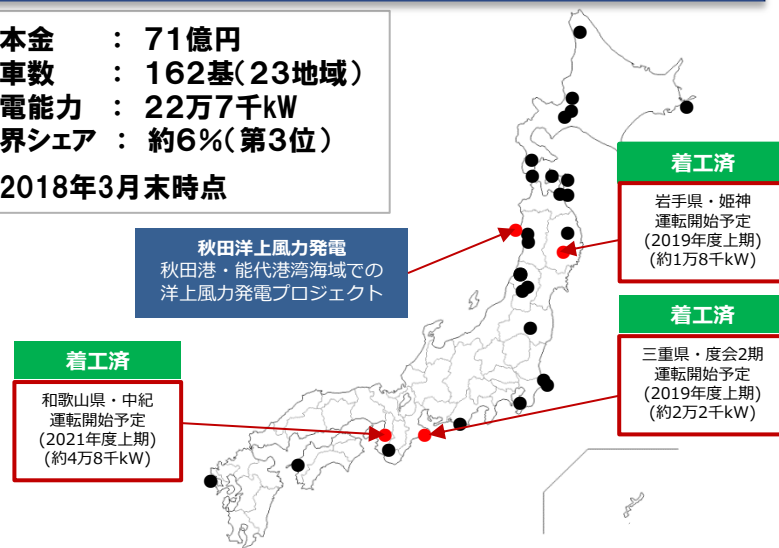 本金 ： 71億円
車数 ： 162基(23地域)
電能力 ： 22万7千kW
界シェア ： 約6%(第3位)
2018年3月末時点
着工済
岩手県・姫神
運転開始予定
(2019年度上期)
(約1万8千kW)
秋田洋上風力発電
秋田港・能代港湾海域での
洋上風力発電プロジェクト
着工済
三重県・度会2期
運転開始予定
(2019年度上期)
(約2万2千kW)
着工済
和歌山県・中紀
運転開始予定
(2021年度上期)
(約4万8千kW)